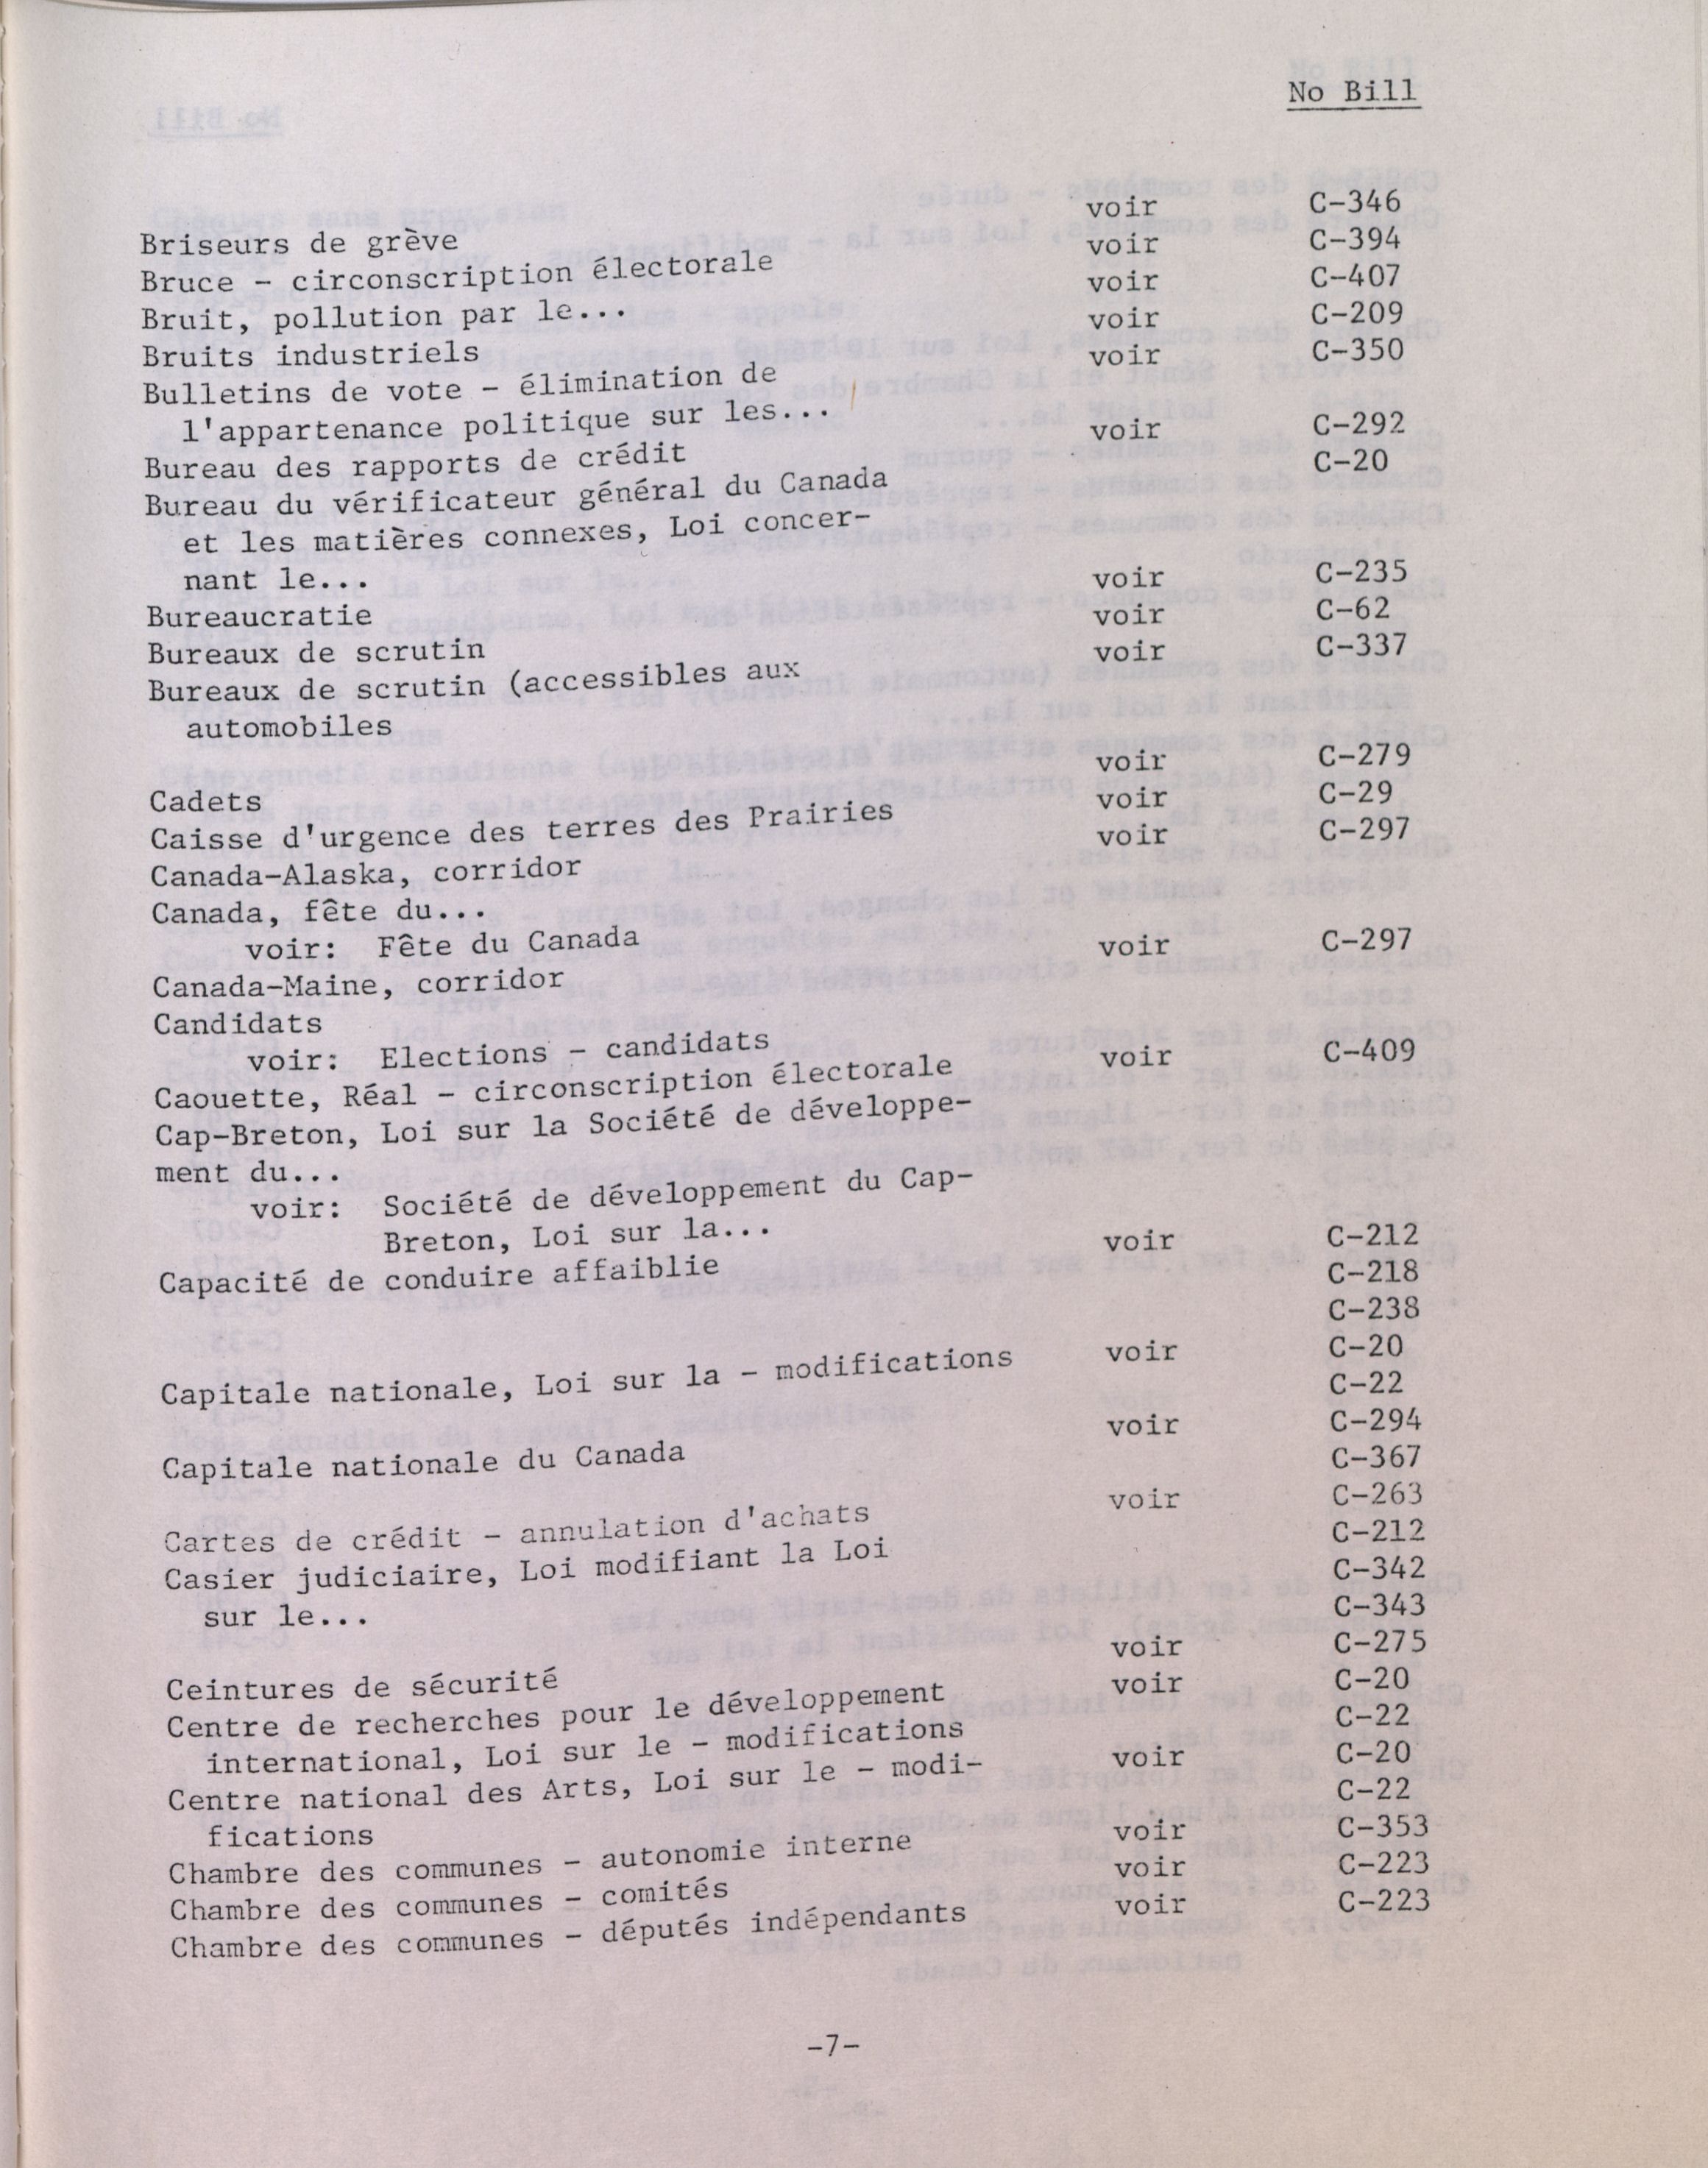 No Bill
Briseurs de grève voir C-346
Bruce - circonscription électorale voir C-394
Bruit, pollution par le... voir C-407
Bruits industriels voir C-209
Bulletins de vote - élimination de voir C-350
l'appartenance politique sur les...
Bureau des rapports de crédit voir C-292
Bureau du vérificateur général du Canada C-20
et les matières connexes, Loi concer-
nant le...
Bureaucratie voir C-235
Bureaux de scrutin voir C-62
Bureaux de scrutin (accessibles aux voir C-337
automobiles
Cadets voir C-279
Caisse d'urgence des terres des Prairies voir C-29
Canada-Alaska, corridor voir C-297
Canada, fête du...
voir: Fête du Canada
Canada-Maine, corridor voir C-297
Candidats
voir: Elections - candidats
Caouette, Réal - circonscription électorale voir C-409
Cap-Breton, Loi sur la Société de développe-
ment du...
voir: Société de développement du Cap-
Breton, Loi sur la...
Capacité de conduire affaiblie voir C-212
C-218
C-238
Capitale nationale, Loi sur la - modifications voir C-20
C-22
Capitale nationale du Canada voir C-294
C-367
Cartes de crédit - annulation d'achats voir C-263
Casier judiciaire, Loi modifiant la Loi C-212
sur le... C-342
C-343
Ceintures de sécurité voir C-275
Centre de recherches pour le développement voir C-20
international, Loi sur le - modifications C-22
Centre national des Arts, Loi sur le - modi- voir C-20
fications C-22
Chambre des communes - autonomie interne voir C-353
Chambre des communes - comités voir C-223
Chambre des communes - députés indépendants voir C-223
-7-